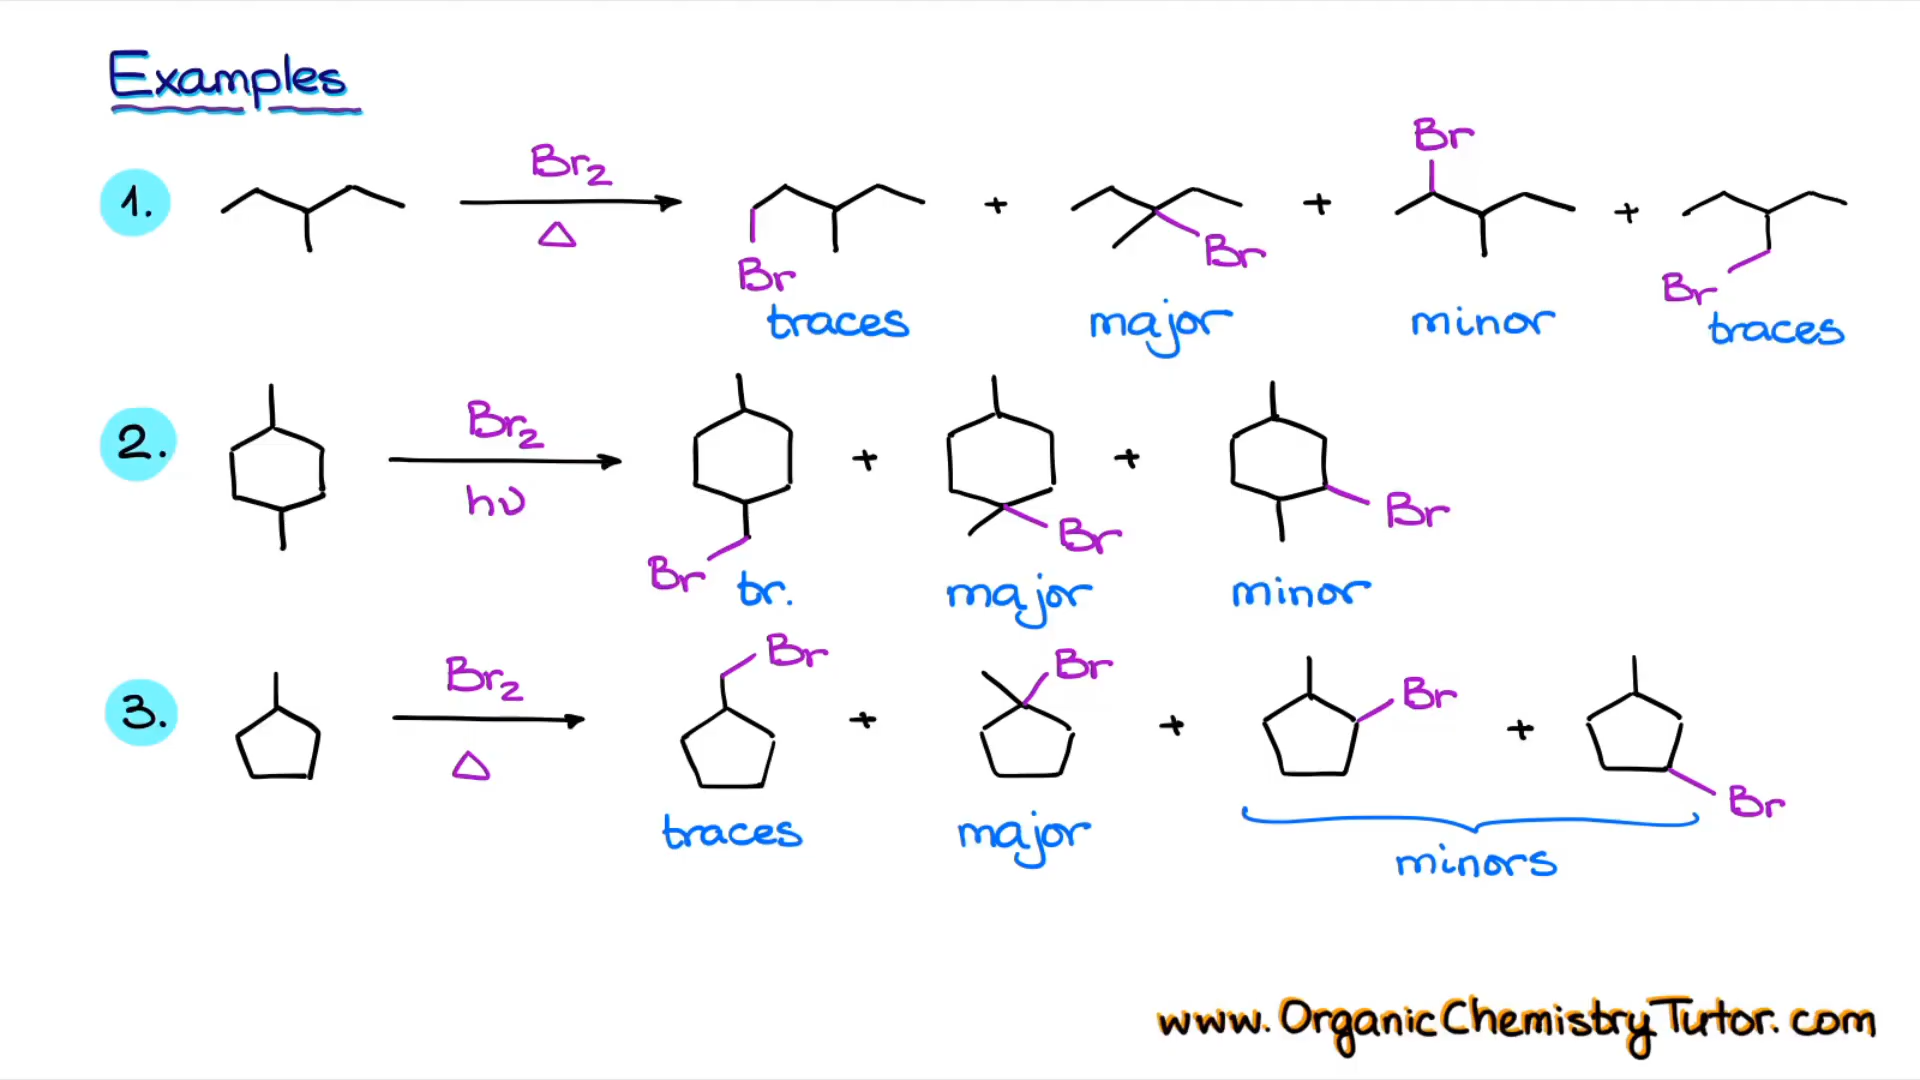 Examples
1. Br₂ Δ + + +
Br Br Br Br
traces major minor traces
2. Br₂ hν + +
Br Br Br
tr. major minor
3. Br₂ Δ + + +
Br Br Br Br
traces major minors
www.OrganicChemistryTutor.com